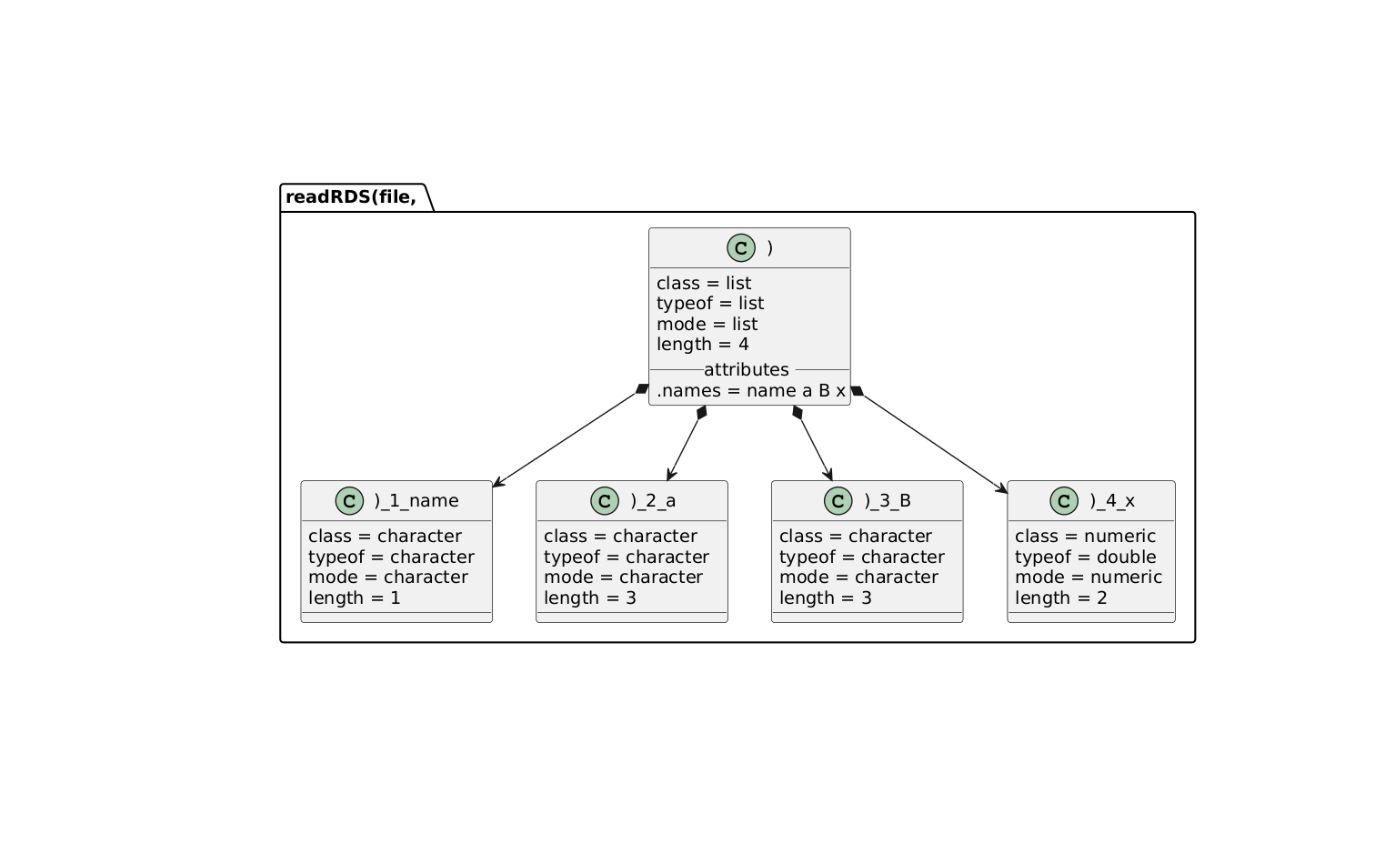 readRDS(file,
C )
class = list
typeof = list
mode = list
length = 4
attributes
.names = name a B x
C )_1_name
class = character
typeof = character
mode = character
length = 1
C )_2_a
class = character
typeof = character
mode = character
length = 3
C )_3_B
class = character
typeof = character
mode = character
length = 3
C )_4_x
class = numeric
typeof = double
mode = numeric
length = 2